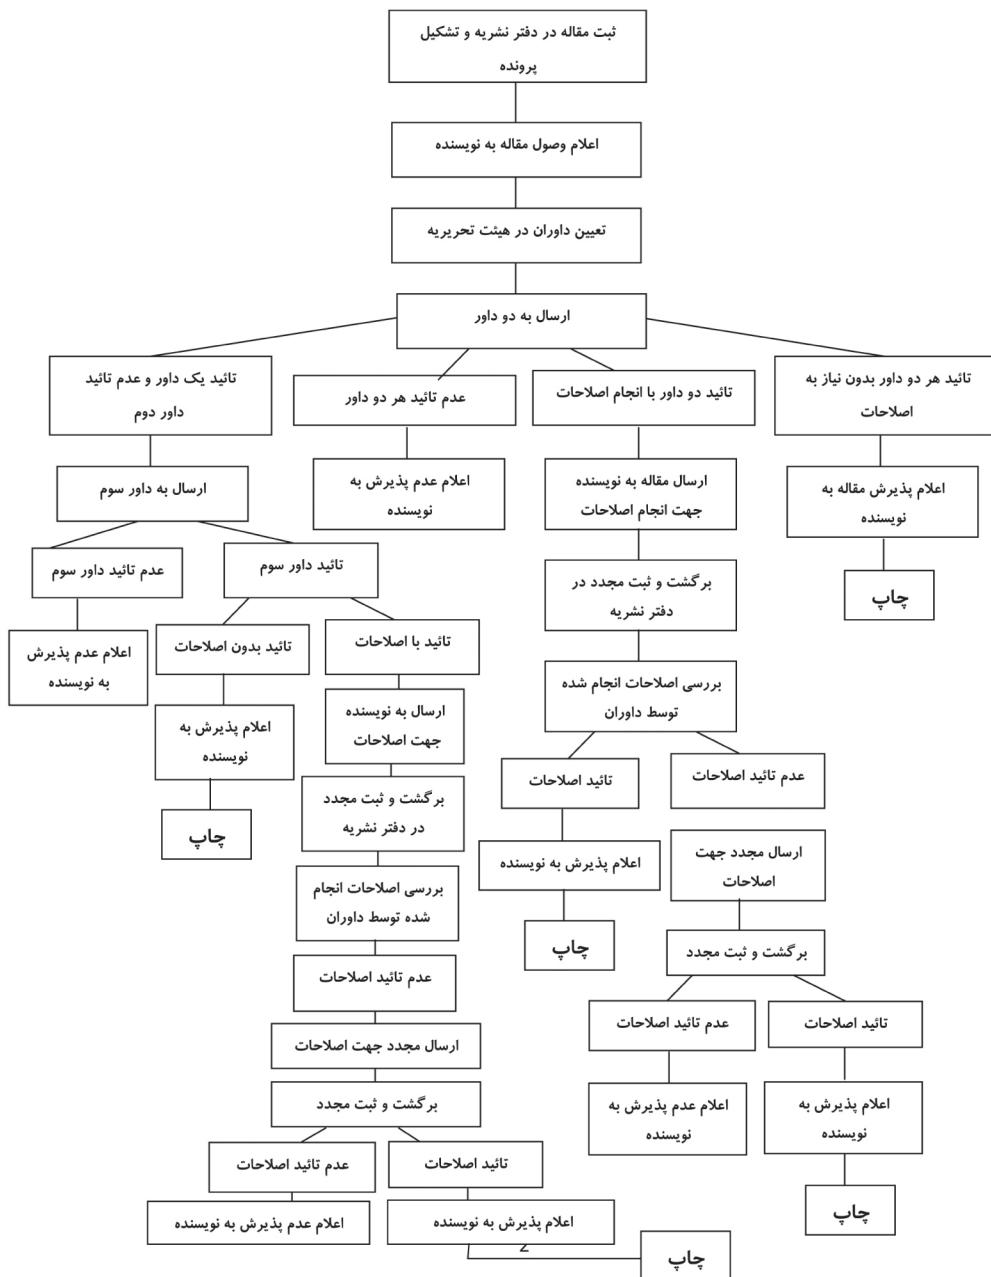 ثبت مقاله در دفتر نشریه و تشکیل
پرونده
اعلام وصول مقاله به نویسنده
تعیین داوران در هیئت تحریریه
ارسال به دو داور
تائید هر دو داور بدون نیاز به
اصلاحات
تائید دو داور با انجام اصلاحات
عدم تائید هر دو داور
تائید یک داور و عدم تائید
داور دوم
اعلام پذیرش مقاله به
نویسنده
چاپ
ارسال مقاله به نویسنده
جهت انجام اصلاحات
برگشت و ثبت مجدد در
دفتر نشریه
بررسی اصلاحات انجام شده
توسط داوران
عدم تائید اصلاحات
تائید اصلاحات
ارسال مجدد جهت
اصلاحات
برگشت و ثبت مجدد
تائید اصلاحات
عدم تائید اصلاحات
اعلام پذیرش به
نویسنده
چاپ
اعلام عدم پذیرش به
نویسنده
اعلام پذیرش به نویسنده
چاپ
اعلام عدم پذیرش به
نویسنده
ارسال به داور سوم
تائید داور سوم
عدم تائید داور سوم
تائید با اصلاحات
تائید بدون اصلاحات
اعلام عدم پذیرش
به نویسنده
اعلام پذیرش به
نویسنده
چاپ
ارسال به نویسنده
جهت اصلاحات
برگشت و ثبت مجدد
در دفتر نشریه
بررسی اصلاحات انجام
شده توسط داوران
عدم تائید اصلاحات
ارسال مجدد جهت اصلاحات
برگشت و ثبت مجدد
تائید اصلاحات
عدم تائید اصلاحات
اعلام پذیرش به نویسنده
اعلام عدم پذیرش به نویسنده
2
چاپ